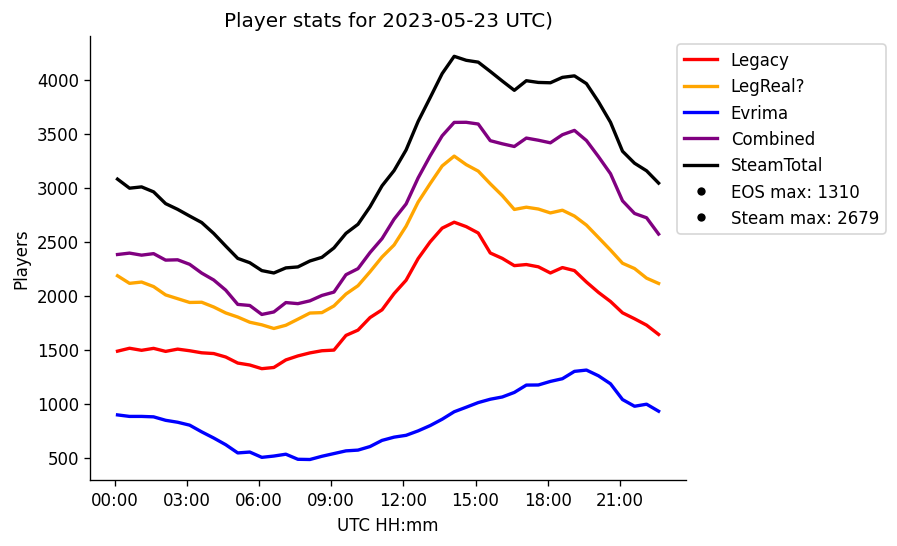 Player stats for 2023-05-23 UTC)
Legacy
LegReal?
Evrima
Combined
SteamTotal
EOS max: 1310
Steam max: 2679
Players
4000
3500
3000
2500
2000
1500
1000
500
00:00 03:00 06:00 09:00 12:00 15:00 18:00 21:00
UTC HH:mm